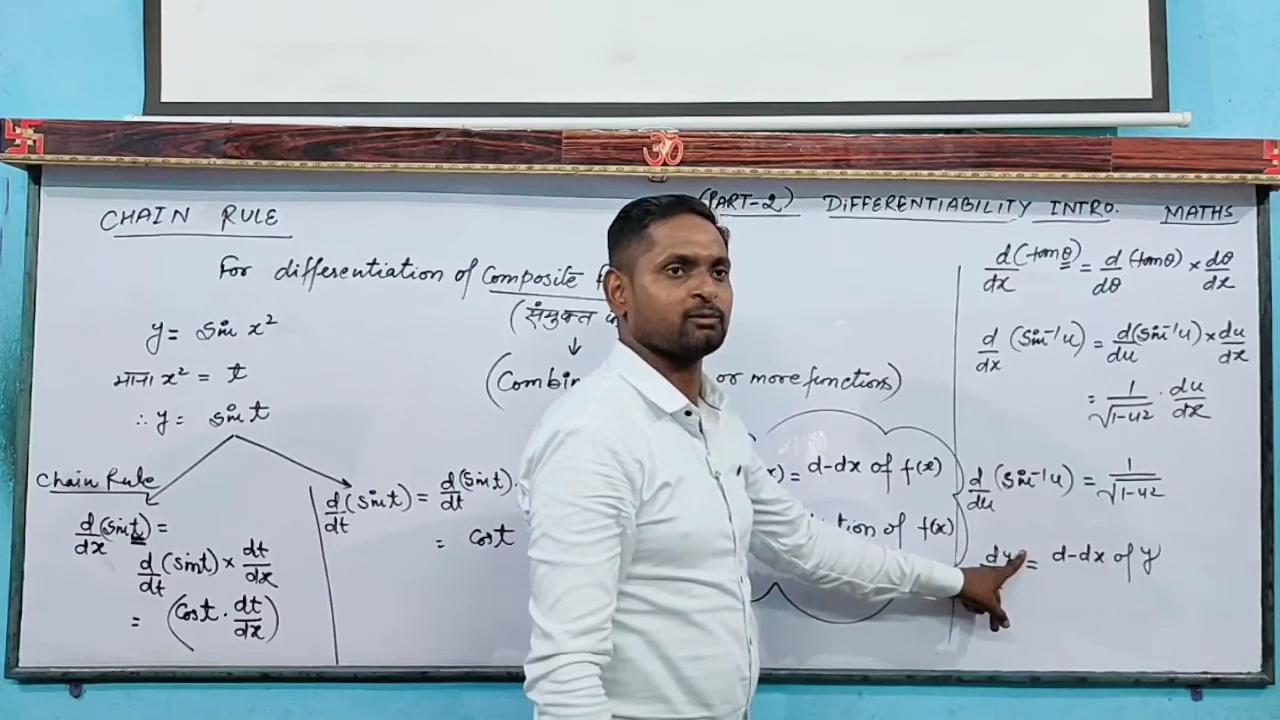 (PART-2) DIFFERENTIABILITY INTRO. MATHS
CHAIN RULE
For differentiation of Composite
(संयुक्त
↓
(Combin or more functions)
y = sin x²
माना x² = t
∴ y = sin t
Chain Rule
d/dx (sin t) =
d/dt (sin t) × dt/dx
= (cos t · dt/dx)
d/dt (sin t) = d/dt (sin t) ·
= cos t
x) = d-dx of f(x)
of f(x)
d(tanθ)/dx = d/dθ (tanθ) × dθ/dx
d/dx (sin⁻¹u) = d(sin⁻¹u)/du × du/dx
= 1/√1-u2 · du/dx
d/du (sin⁻¹u) = 1/√1-u2
= d-dx of y
ॐ